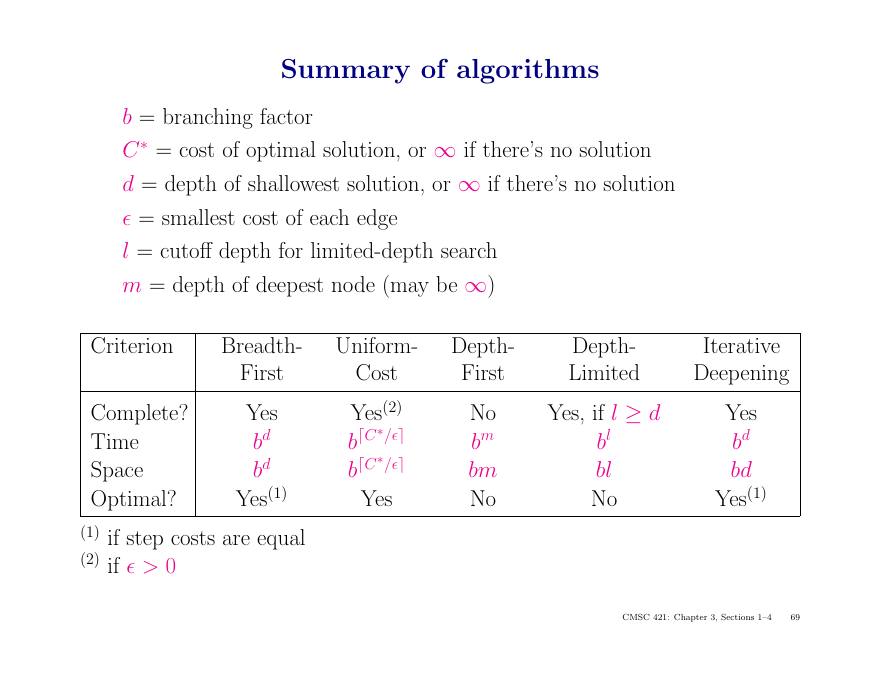 Summary of algorithms
b = branching factor
C* = cost of optimal solution, or ∞ if there's no solution
d = depth of shallowest solution, or ∞ if there's no solution
ϵ = smallest cost of each edge
l = cutoff depth for limited-depth search
m = depth of deepest node (may be ∞)
Criterion Breadth- Uniform- Depth- Depth- Iterative
First Cost First Limited Deepening
Complete? Yes Yes⁽²⁾ No Yes, if l ≥ d Yes
Time b^d b^⌈C*/ϵ⌉ b^m b^l b^d
Space b^d b^⌈C*/ϵ⌉ bm bl bd
Optimal? Yes⁽¹⁾ Yes No No Yes⁽¹⁾
⁽¹⁾ if step costs are equal
⁽²⁾ if ϵ > 0
CMSC 421: Chapter 3, Sections 1–4 69